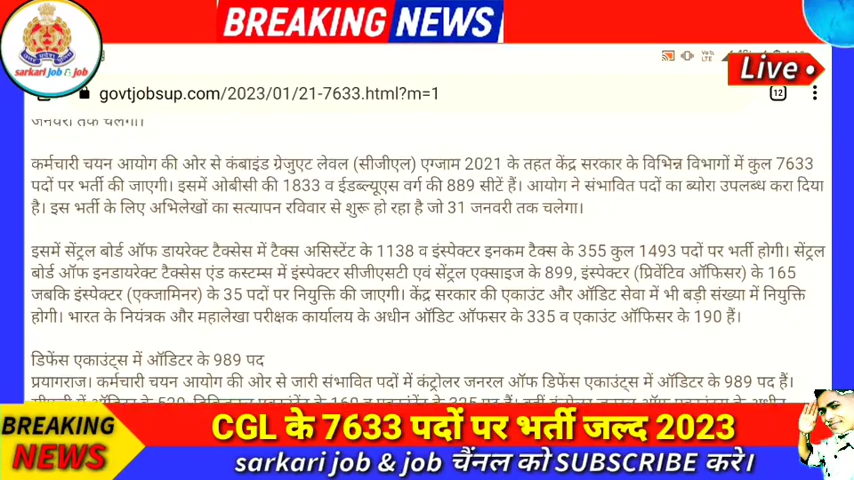 BREAKING NEWS
sarkari job & job
Live
govtjobsup.com/2023/01/21-7633.html?m=1
12
जनवरी तक चलेगा।
कर्मचारी चयन आयोग की ओर से कंबाइंड ग्रेजुएट लेवल (सीजीएल) एग्जाम 2021 के तहत केंद्र सरकार के विभिन्न विभागों में कुल 7633
पदों पर भर्ती की जाएगी। इसमें ओबीसी की 1833 व ईडब्ल्यूएस वर्ग की 889 सीटें हैं। आयोग ने संभावित पदों का ब्योरा उपलब्ध करा दिया
है। इस भर्ती के लिए अभिलेखों का सत्यापन रविवार से शुरू हो रहा है जो 31 जनवरी तक चलेगा।
इसमें सेंट्रल बोर्ड ऑफ डायरेक्ट टैक्सेस में टैक्स असिस्टेंट के 1138 व इंस्पेक्टर इनकम टैक्स के 355 कुल 1493 पदों पर भर्ती होगी। सेंट्रल
बोर्ड ऑफ इनडायरेक्ट टैक्सेस एंड कस्टम्स में इंस्पेक्टर सीजीएसटी एवं सेंट्रल एक्साइज के 899, इंस्पेक्टर (प्रिवेंटिव ऑफिसर) के 165
जबकि इंस्पेक्टर (एक्जामिनर) के 35 पदों पर नियुक्ति की जाएगी। केंद्र सरकार की एकाउंट और ऑडिट सेवा में भी बड़ी संख्या में नियुक्ति
होगी। भारत के नियंत्रक और महालेखा परीक्षक कार्यालय के अधीन ऑडिट ऑफसर के 335 व एकाउंट ऑफिसर के 190 हैं।
डिफेंस एकाउंट्स में ऑडिटर के 989 पद
प्रयागराज। कर्मचारी चयन आयोग की ओर से जारी संभावित पदों में कंट्रोलर जनरल ऑफ डिफेंस एकाउंट्स में ऑडिटर के 989 पद हैं।
BREAKING NEWS
CGL के 7633 पदों पर भर्ती जल्द 2023
sarkari job & job चैंनल को SUBSCRIBE करे।